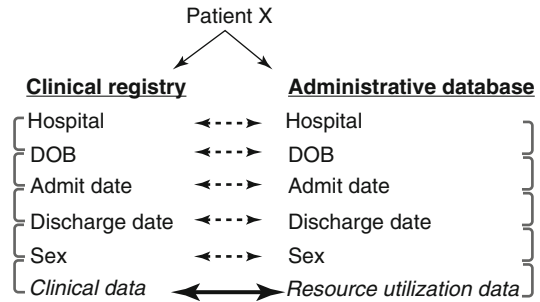 Patient X
Clinical registry Administrative database
Hospital Hospital
DOB DOB
Admit date Admit date
Discharge date Discharge date
Sex Sex
Clinical data Resource utilization data